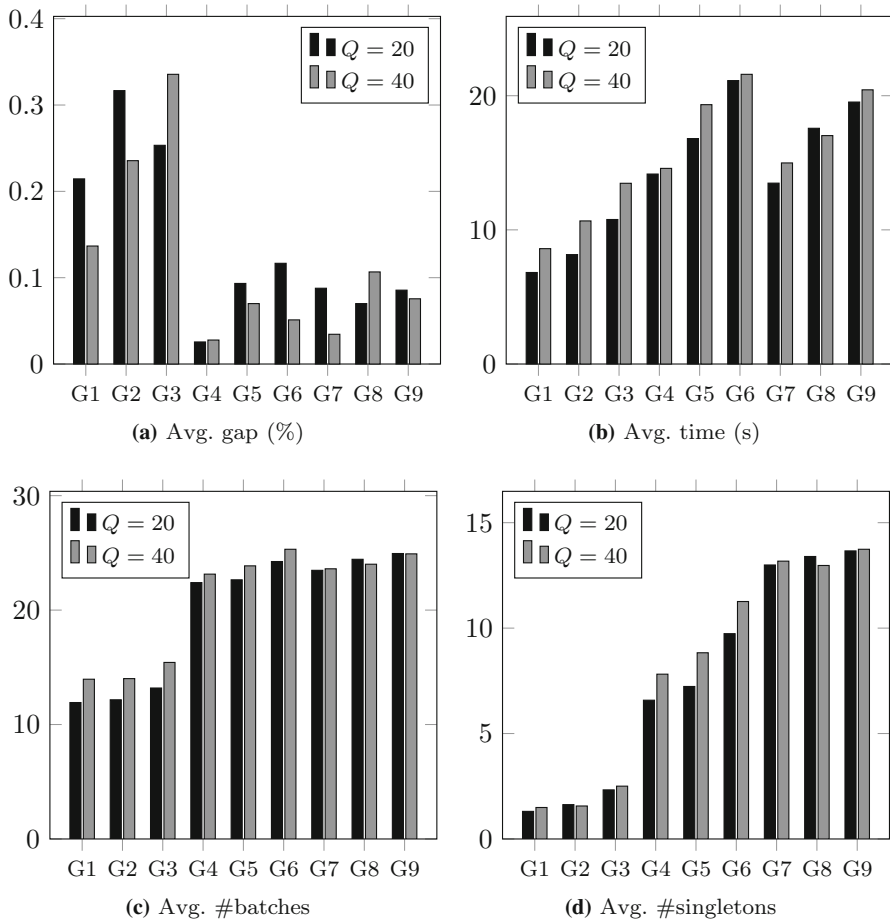 0.4
0.3
0.2
0.1
0
Q = 20
Q = 40
G1 G2 G3 G4 G5 G6 G7 G8 G9
(a) Avg. gap (%)
20
10
0
Q = 20
Q = 40
G1 G2 G3 G4 G5 G6 G7 G8 G9
(b) Avg. time (s)
30
20
10
0
Q = 20
Q = 40
G1 G2 G3 G4 G5 G6 G7 G8 G9
(c) Avg. #batches
15
10
5
0
Q = 20
Q = 40
G1 G2 G3 G4 G5 G6 G7 G8 G9
(d) Avg. #singletons